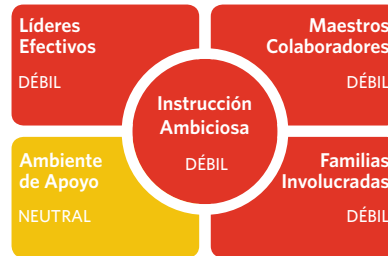 Líderes
Efectivos
DÉBIL
Maestros
Colaboradores
DÉBIL
Instrucción
Ambiciosa
DÉBIL
Ambiente
de Apoyo
NEUTRAL
Familias
Involucradas
DÉBIL